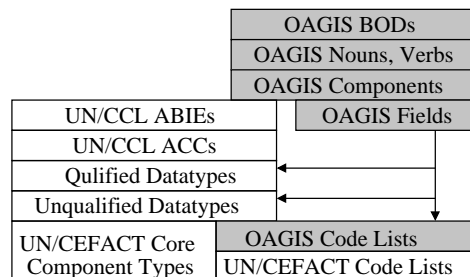 OAGIS BODs
OAGIS Nouns, Verbs
OAGIS Components
UN/CCL ABIEs
OAGIS Fields
UN/CCL ACCs
Qulified Datatypes
Unqualified Datatypes
UN/CEFACT Core
Component Types
OAGIS Code Lists
UN/CEFACT Code Lists